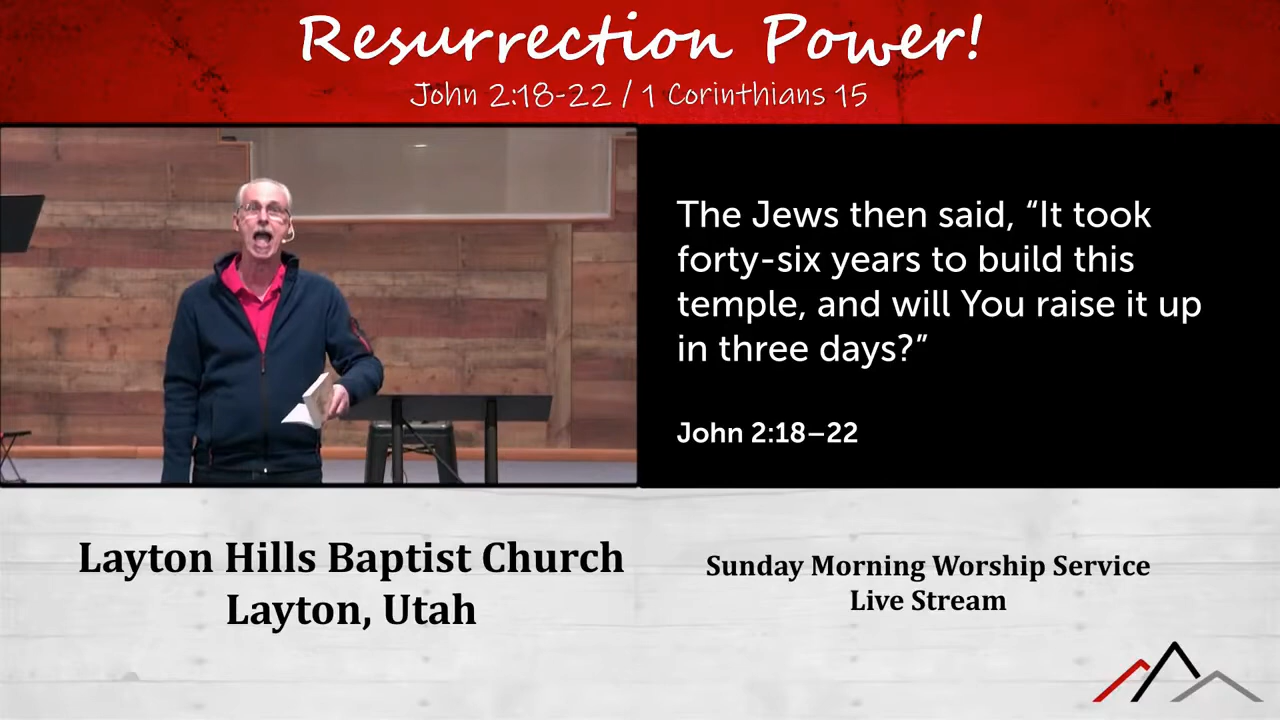 Resurrection Power!
John 2:18-22 / 1 Corinthians 15
The Jews then said, “It took
forty-six years to build this
temple, and will You raise it up
in three days?”
John 2:18–22
Layton Hills Baptist Church
Layton, Utah
Sunday Morning Worship Service
Live Stream